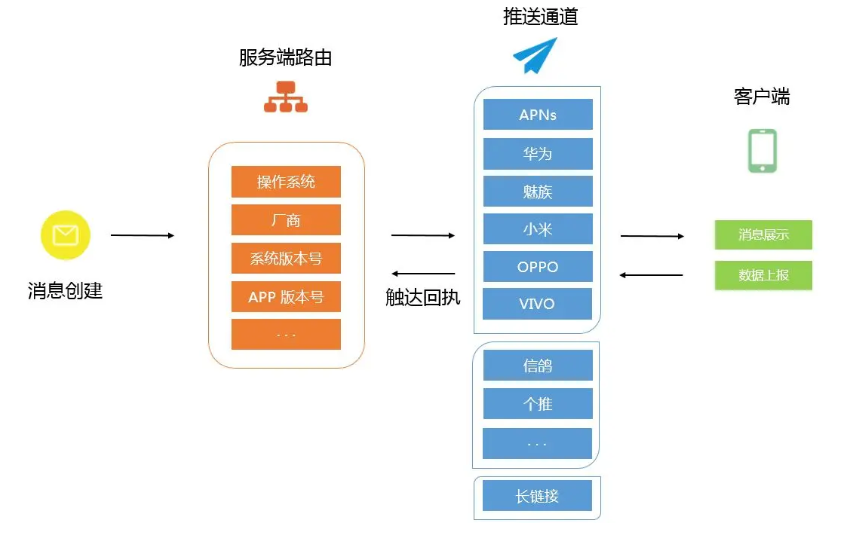 消息创建
服务端路由
操作系统
厂商
系统版本号
APP 版本号
...
触达回执
推送通道
APNs
华为
魅族
小米
OPPO
VIVO
信鸽
个推
...
长链接
客户端
消息展示
数据上报